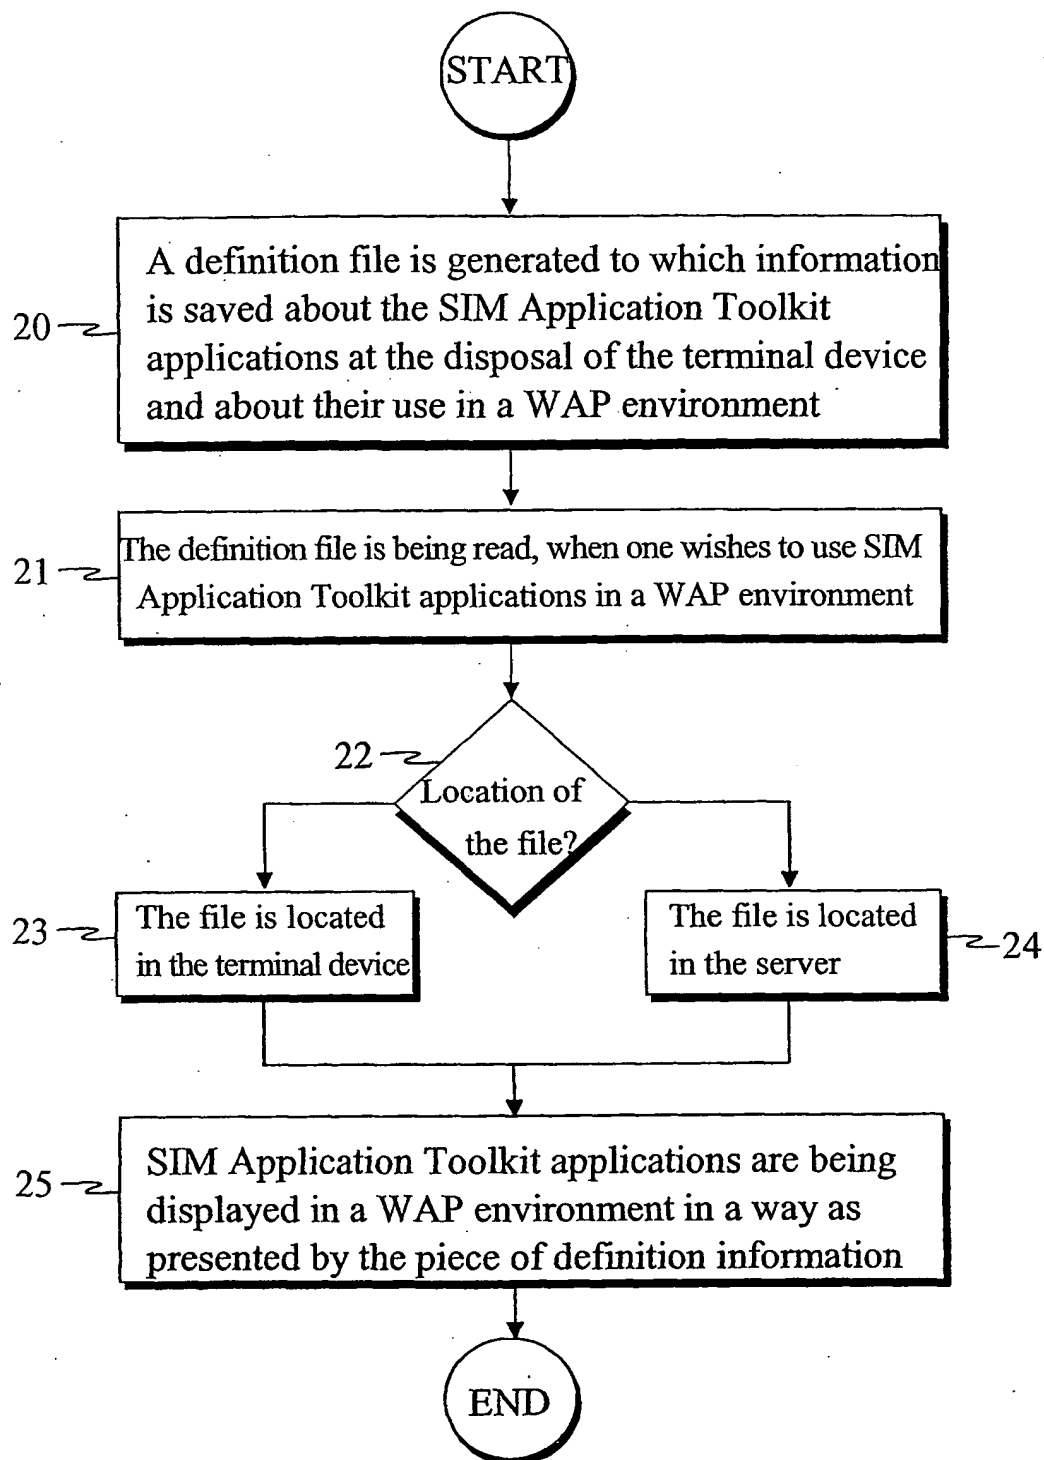 START
20
A definition file is generated to which information
is saved about the SIM Application Toolkit
applications at the disposal of the terminal device
and about their use in a WAP environment
21
The definition file is being read, when one wishes to use SIM
Application Toolkit applications in a WAP environment
22
Location of
the file?
23
The file is located
in the terminal device
The file is located
in the server
24
25
SIM Application Toolkit applications are being
displayed in a WAP environment in a way as
presented by the piece of definition information
END